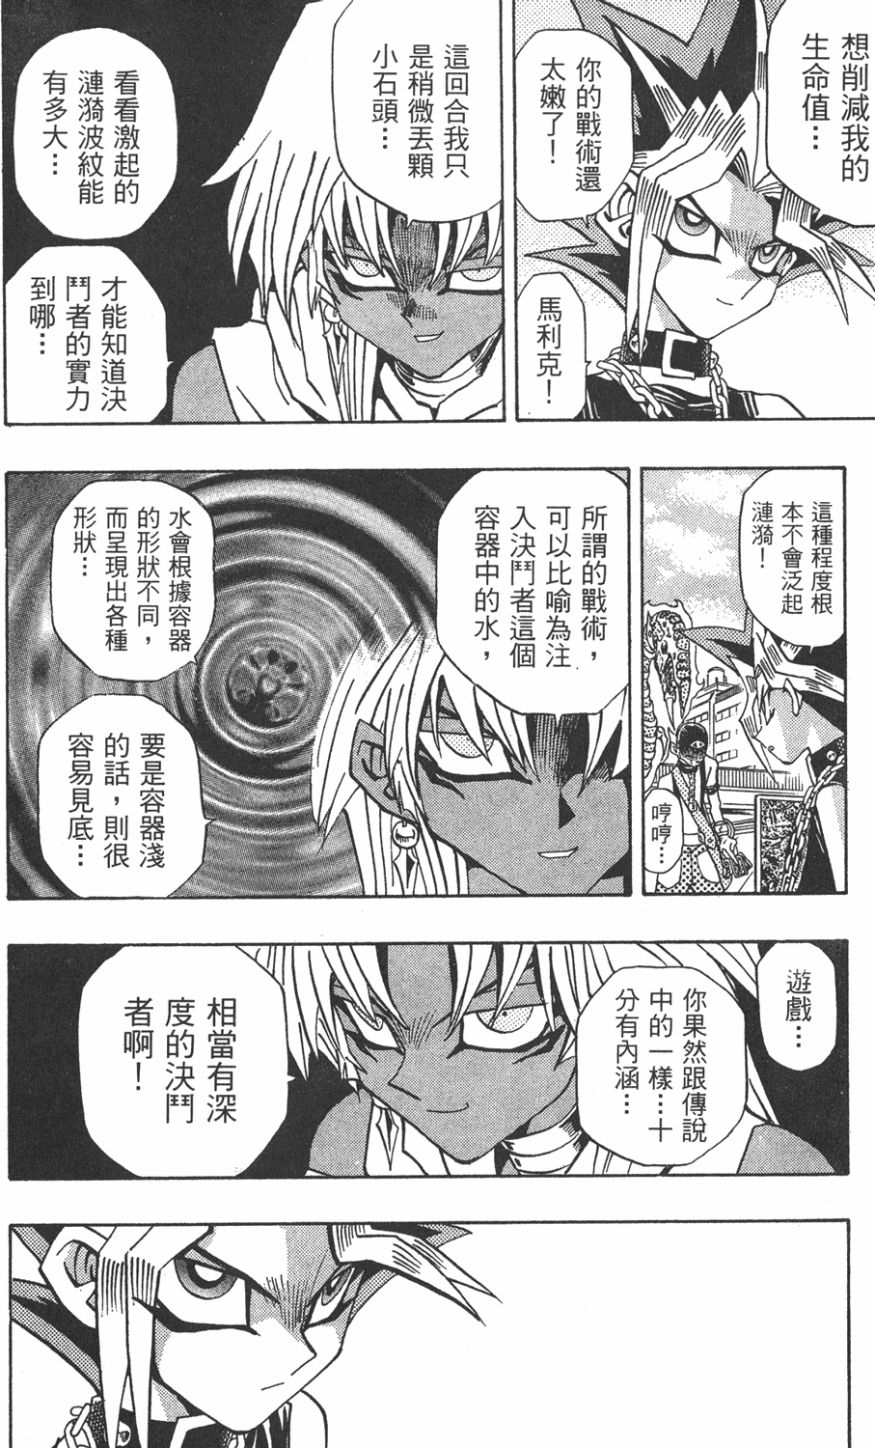 想削減我的
生命值…
你的戰術還
太嫩了！
馬利克！
這回合我只
是稍微丟顆
小石頭…
看看激起的
漣漪波紋能
有多大…
才能知道決
鬥者的實力
到哪…
這種程度根
本不會泛起
漣漪！
哼哼…
所謂的戰術，
可以比喻為注
入決鬥者這個
容器中的水，
水會根據容器
的形狀不同，
而呈現出各種
形狀…
要是容器淺
的話，則很
容易見底…
遊戲…
你果然跟傳說
中的一樣…十
分有內涵…
相當有深
度的決鬥
者啊！